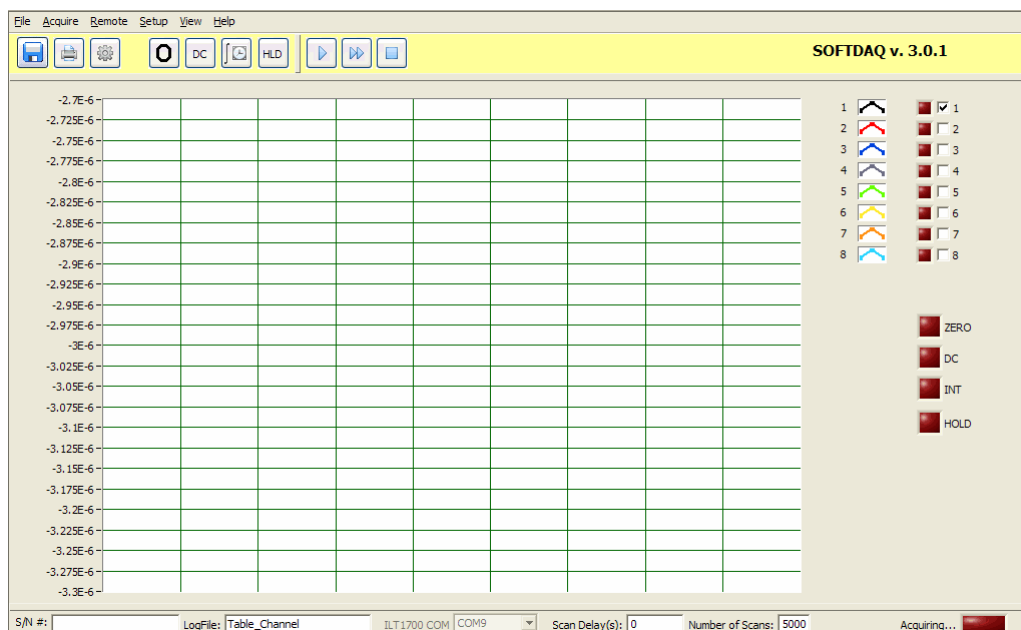 File Acquire Remote Setup View Help
O DC HLD SOFTDAQ v. 3.0.1
-2.7E-6
-2.725E-6
-2.75E-6
-2.775E-6
-2.8E-6
-2.825E-6
-2.85E-6
-2.875E-6
-2.9E-6
-2.925E-6
-2.95E-6
-2.975E-6
-3E-6
-3.025E-6
-3.05E-6
-3.075E-6
-3.1E-6
-3.125E-6
-3.15E-6
-3.175E-6
-3.2E-6
-3.225E-6
-3.25E-6
-3.275E-6
-3.3E-6
1 1
2 2
3 3
4 4
5 5
6 6
7 7
8 8
ZERO
DC
INT
HOLD
S/N #: LogFile: Table_Channel ILT1700 COM COM9 Scan Delay(s): 0 Number of Scans: 5000 Acquiring...